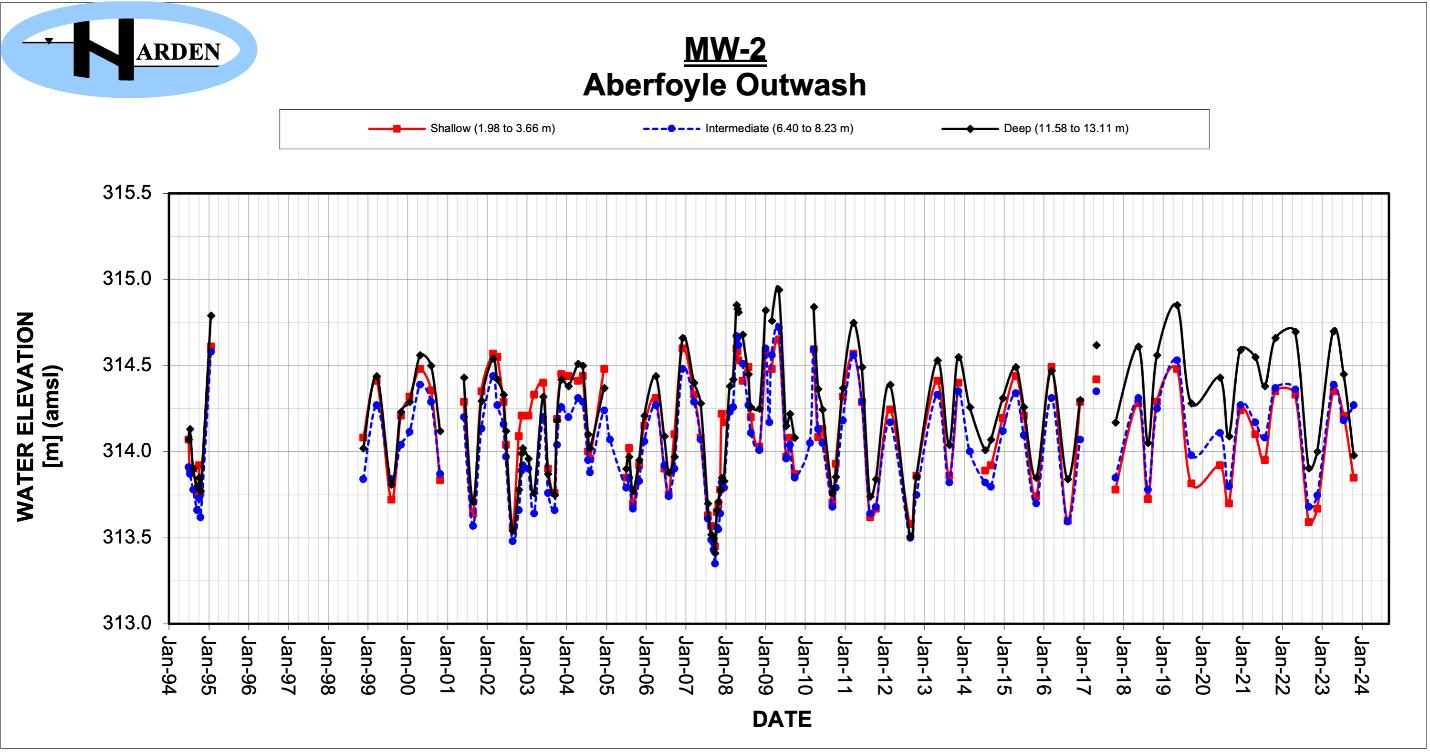 HARDEN
MW-2
Aberfoyle Outwash
Shallow (1.98 to 3.66 m) Intermediate (6.40 to 8.23 m) Deep (11.58 to 13.11 m)
WATER ELEVATION
[m] (amsl)
315.5
315.0
314.5
314.0
313.5
313.0
Jan-94 Jan-95 Jan-96 Jan-97 Jan-98 Jan-99 Jan-00 Jan-01 Jan-02 Jan-03 Jan-04 Jan-05 Jan-06 Jan-07 Jan-08 Jan-09 Jan-10 Jan-11 Jan-12 Jan-13 Jan-14 Jan-15 Jan-16 Jan-17 Jan-18 Jan-19 Jan-20 Jan-21 Jan-22 Jan-23 Jan-24
DATE